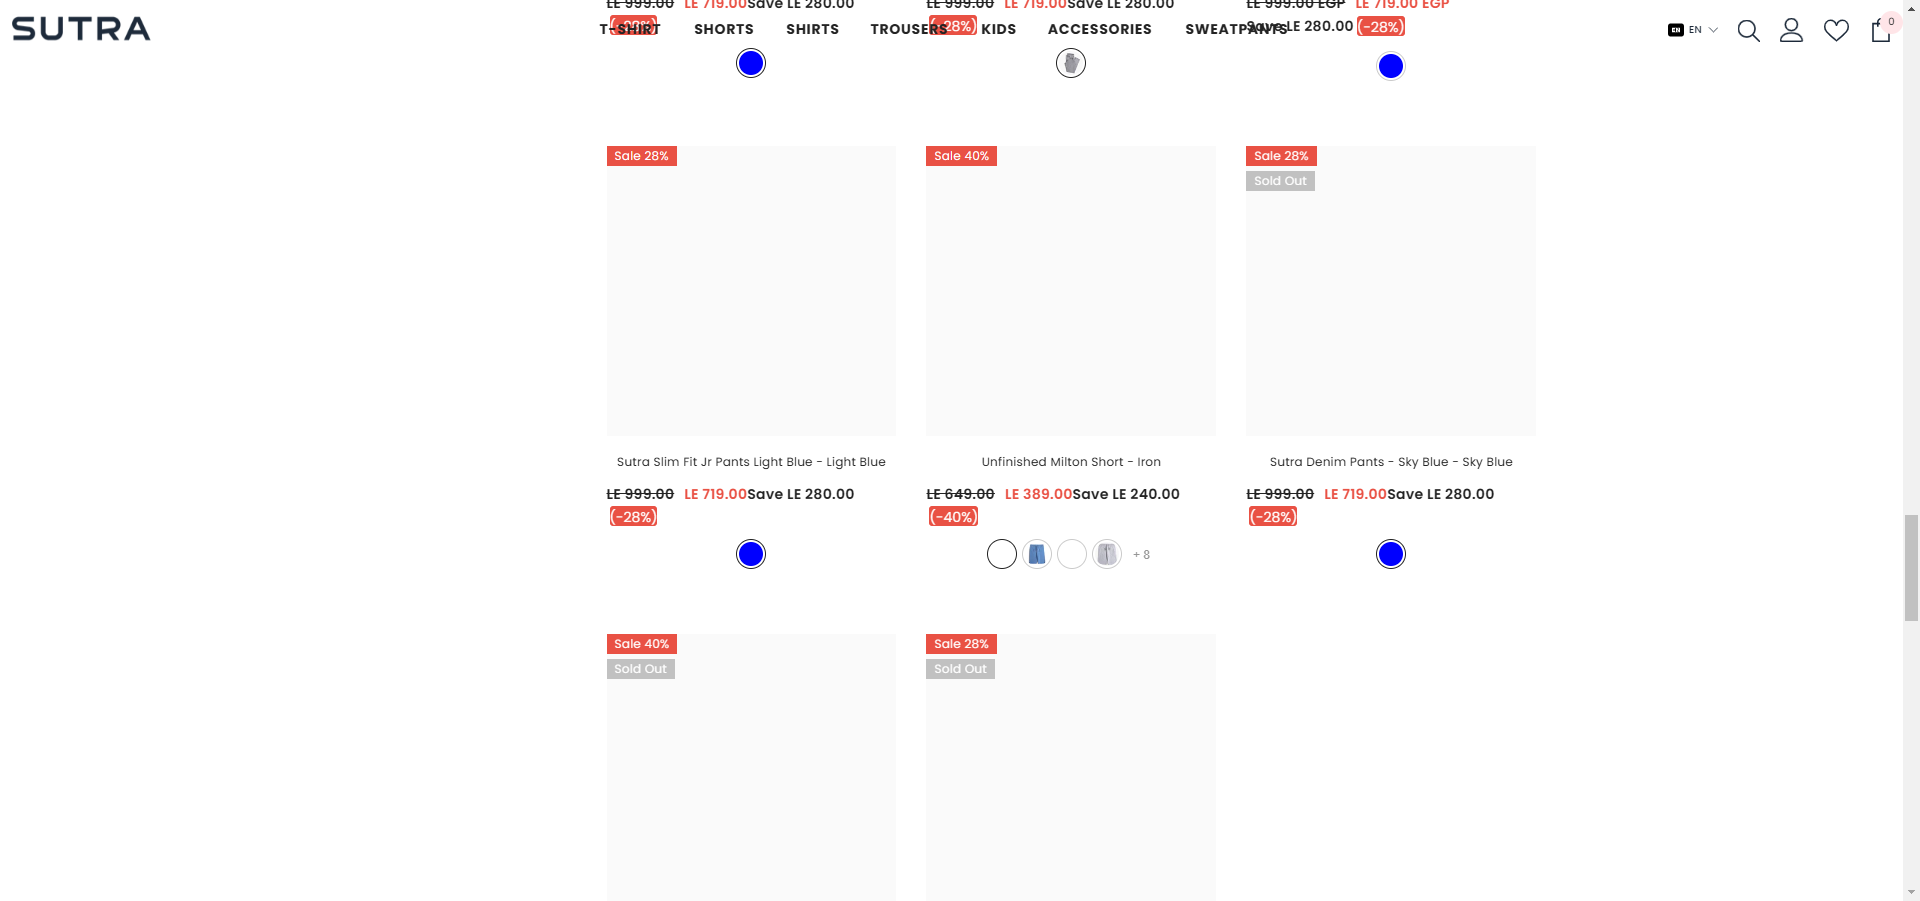 LE 999.00 LE 719.00Save LE 280.00
LE 999.00 LE 719.00Save LE 280.00
LE 999.00 EGP LE 719.00 EGP
(-28%)
(-28%)
Save LE 280.00 (-28%)
SUTRA
T-SHIRT SHORTS SHIRTS TROUSERS KIDS ACCESSORIES SWEATPANTS
EN EN
0
Sale 28%
Sale 40%
Sale 28%
Sold Out
Sutra Slim Fit Jr Pants Light Blue - Light Blue
LE 999.00 LE 719.00Save LE 280.00
(-28%)
Unfinished Milton Short - Iron
LE 649.00 LE 389.00Save LE 240.00
(-40%)
+ 8
Sutra Denim Pants - Sky Blue - Sky Blue
LE 999.00 LE 719.00Save LE 280.00
(-28%)
Sale 40%
Sold Out
Sale 28%
Sold Out